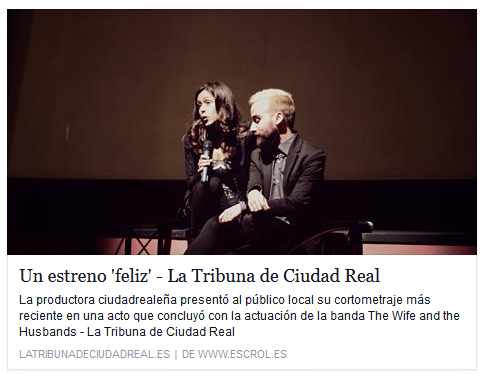 Un estreno 'feliz' - La Tribuna de Ciudad Real
La productora ciudadrealeña presentó al público local su cortometraje más
reciente en una acto que concluyó con la actuación de la banda The Wife and the
Husbands - La Tribuna de Ciudad Real
LATRIBUNADECIUDADREAL.ES | DE WWW.ESCROL.ES